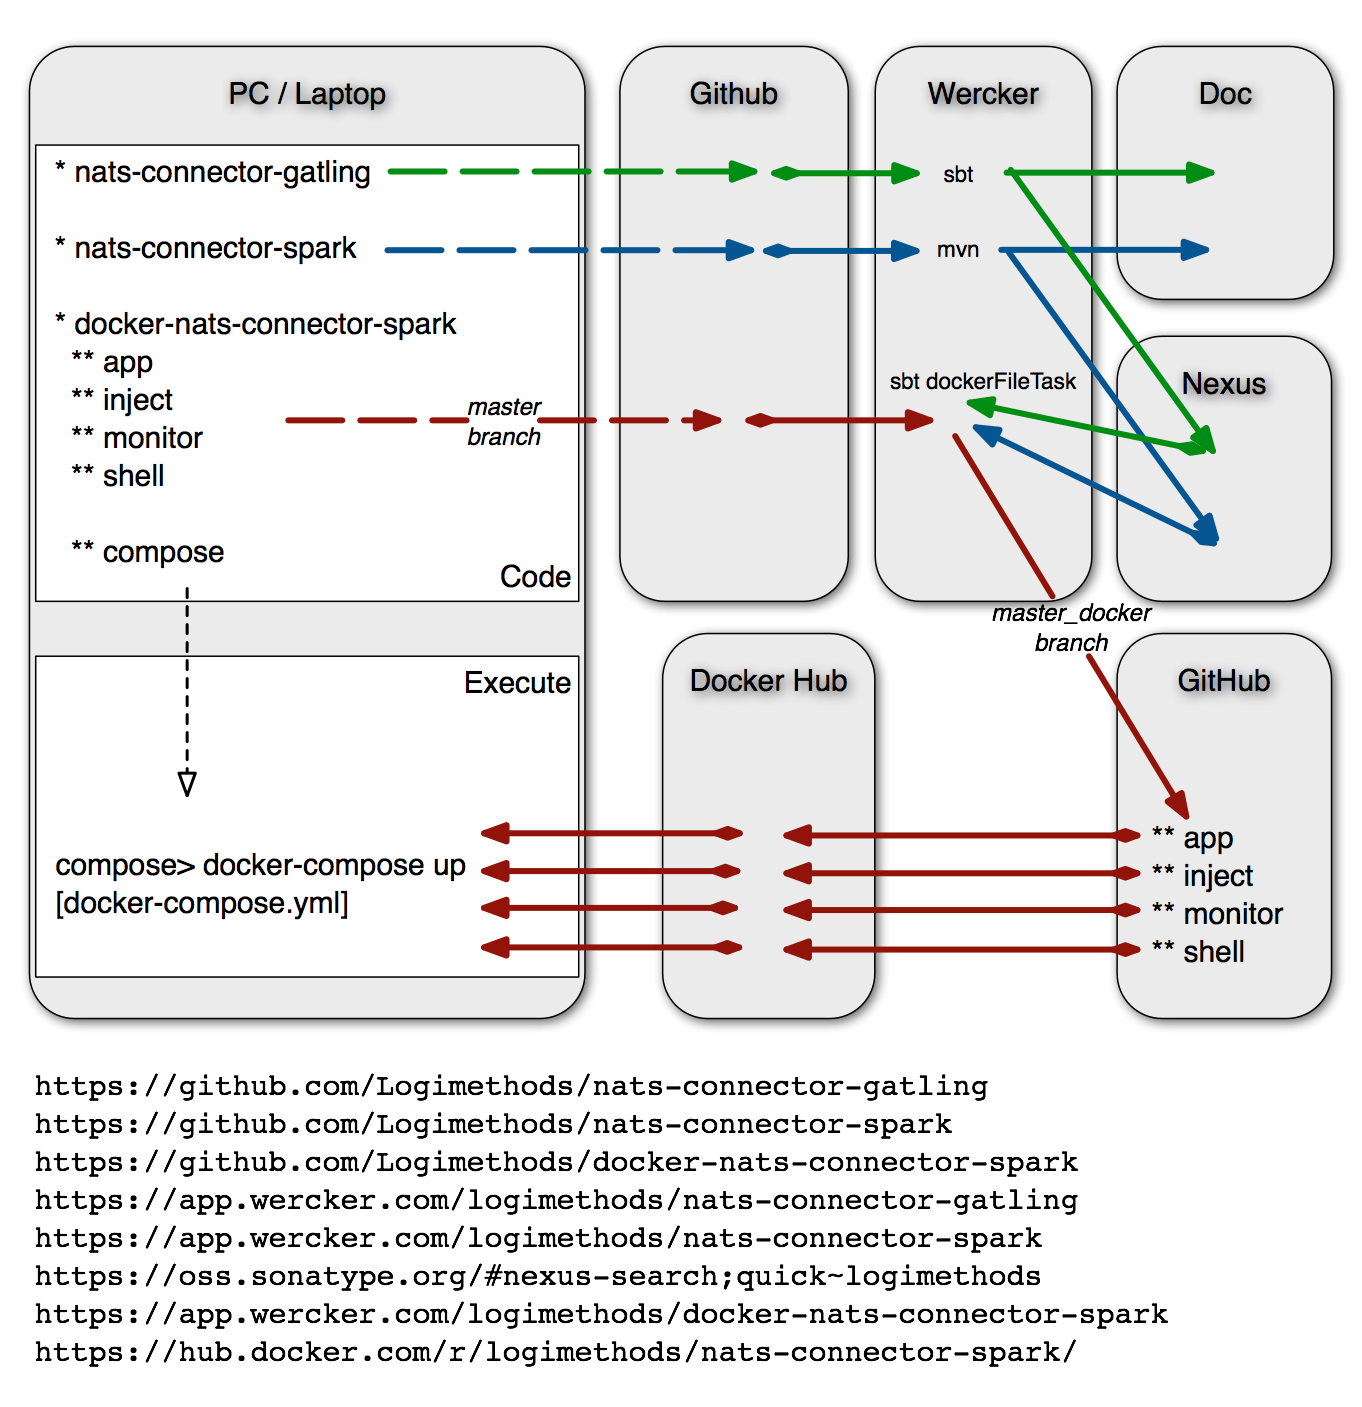 PC / Laptop
Github
Wercker
Doc
* nats-connector-gatling
sbt
* nats-connector-spark
mvn
* docker-nats-connector-spark
** app
sbt dockerFileTask
Nexus
** inject
master
branch
** monitor
** shell
** compose
Code
master_docker
branch
Execute
Docker Hub
GitHub
** app
compose> docker-compose up
** inject
[docker-compose.yml]
** monitor
** shell
https://github.com/Logimethods/nats-connector-gatling
https://github.com/Logimethods/nats-connector-spark
https://github.com/Logimethods/docker-nats-connector-spark
https://app.wercker.com/logimethods/nats-connector-gatling
https://app.wercker.com/logimethods/nats-connector-spark
https://oss.sonatype.org/#nexus-search;quick~logimethods
https://app.wercker.com/logimethods/docker-nats-connector-spark
https://hub.docker.com/r/logimethods/nats-connector-spark/